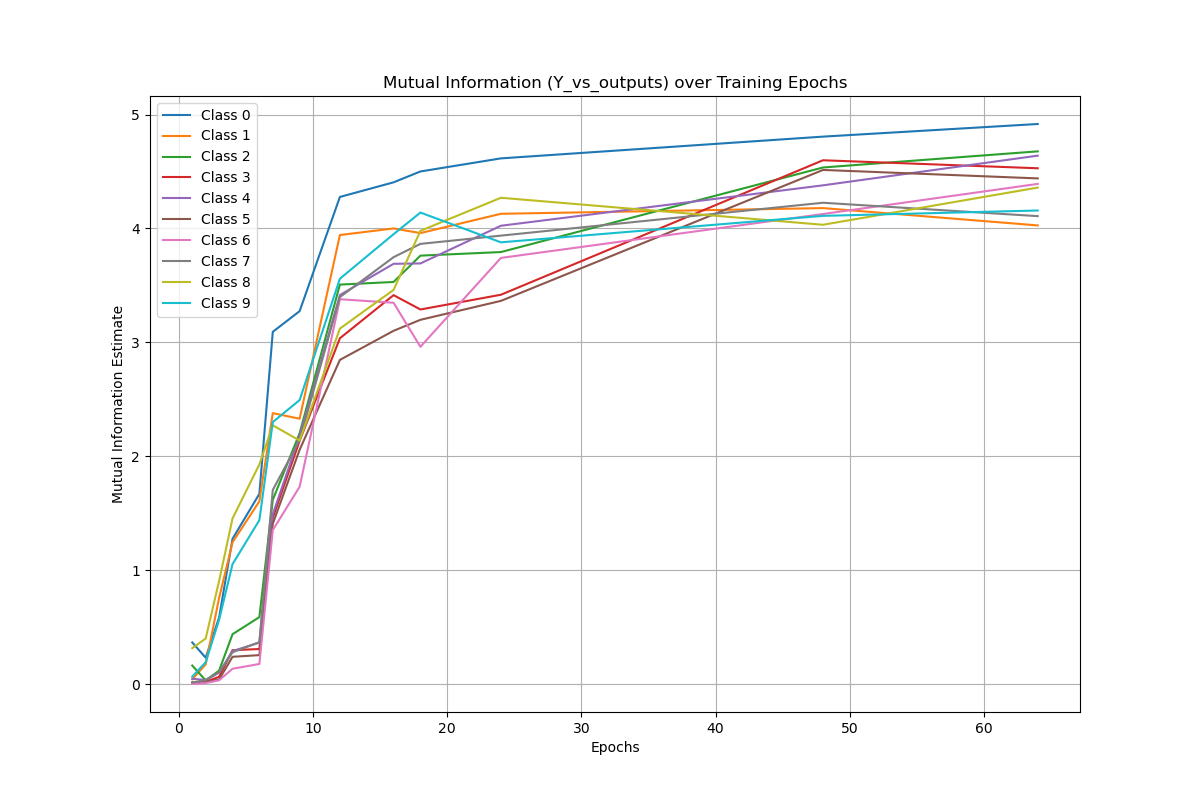 Mutual Information (Y_vs_outputs) over Training Epochs
Class 0
Class 1
Class 2
Class 3
Class 4
Class 5
Class 6
Class 7
Class 8
Class 9
Mutual Information Estimate
5
4
3
2
1
0
0 10 20 30 40 50 60
Epochs